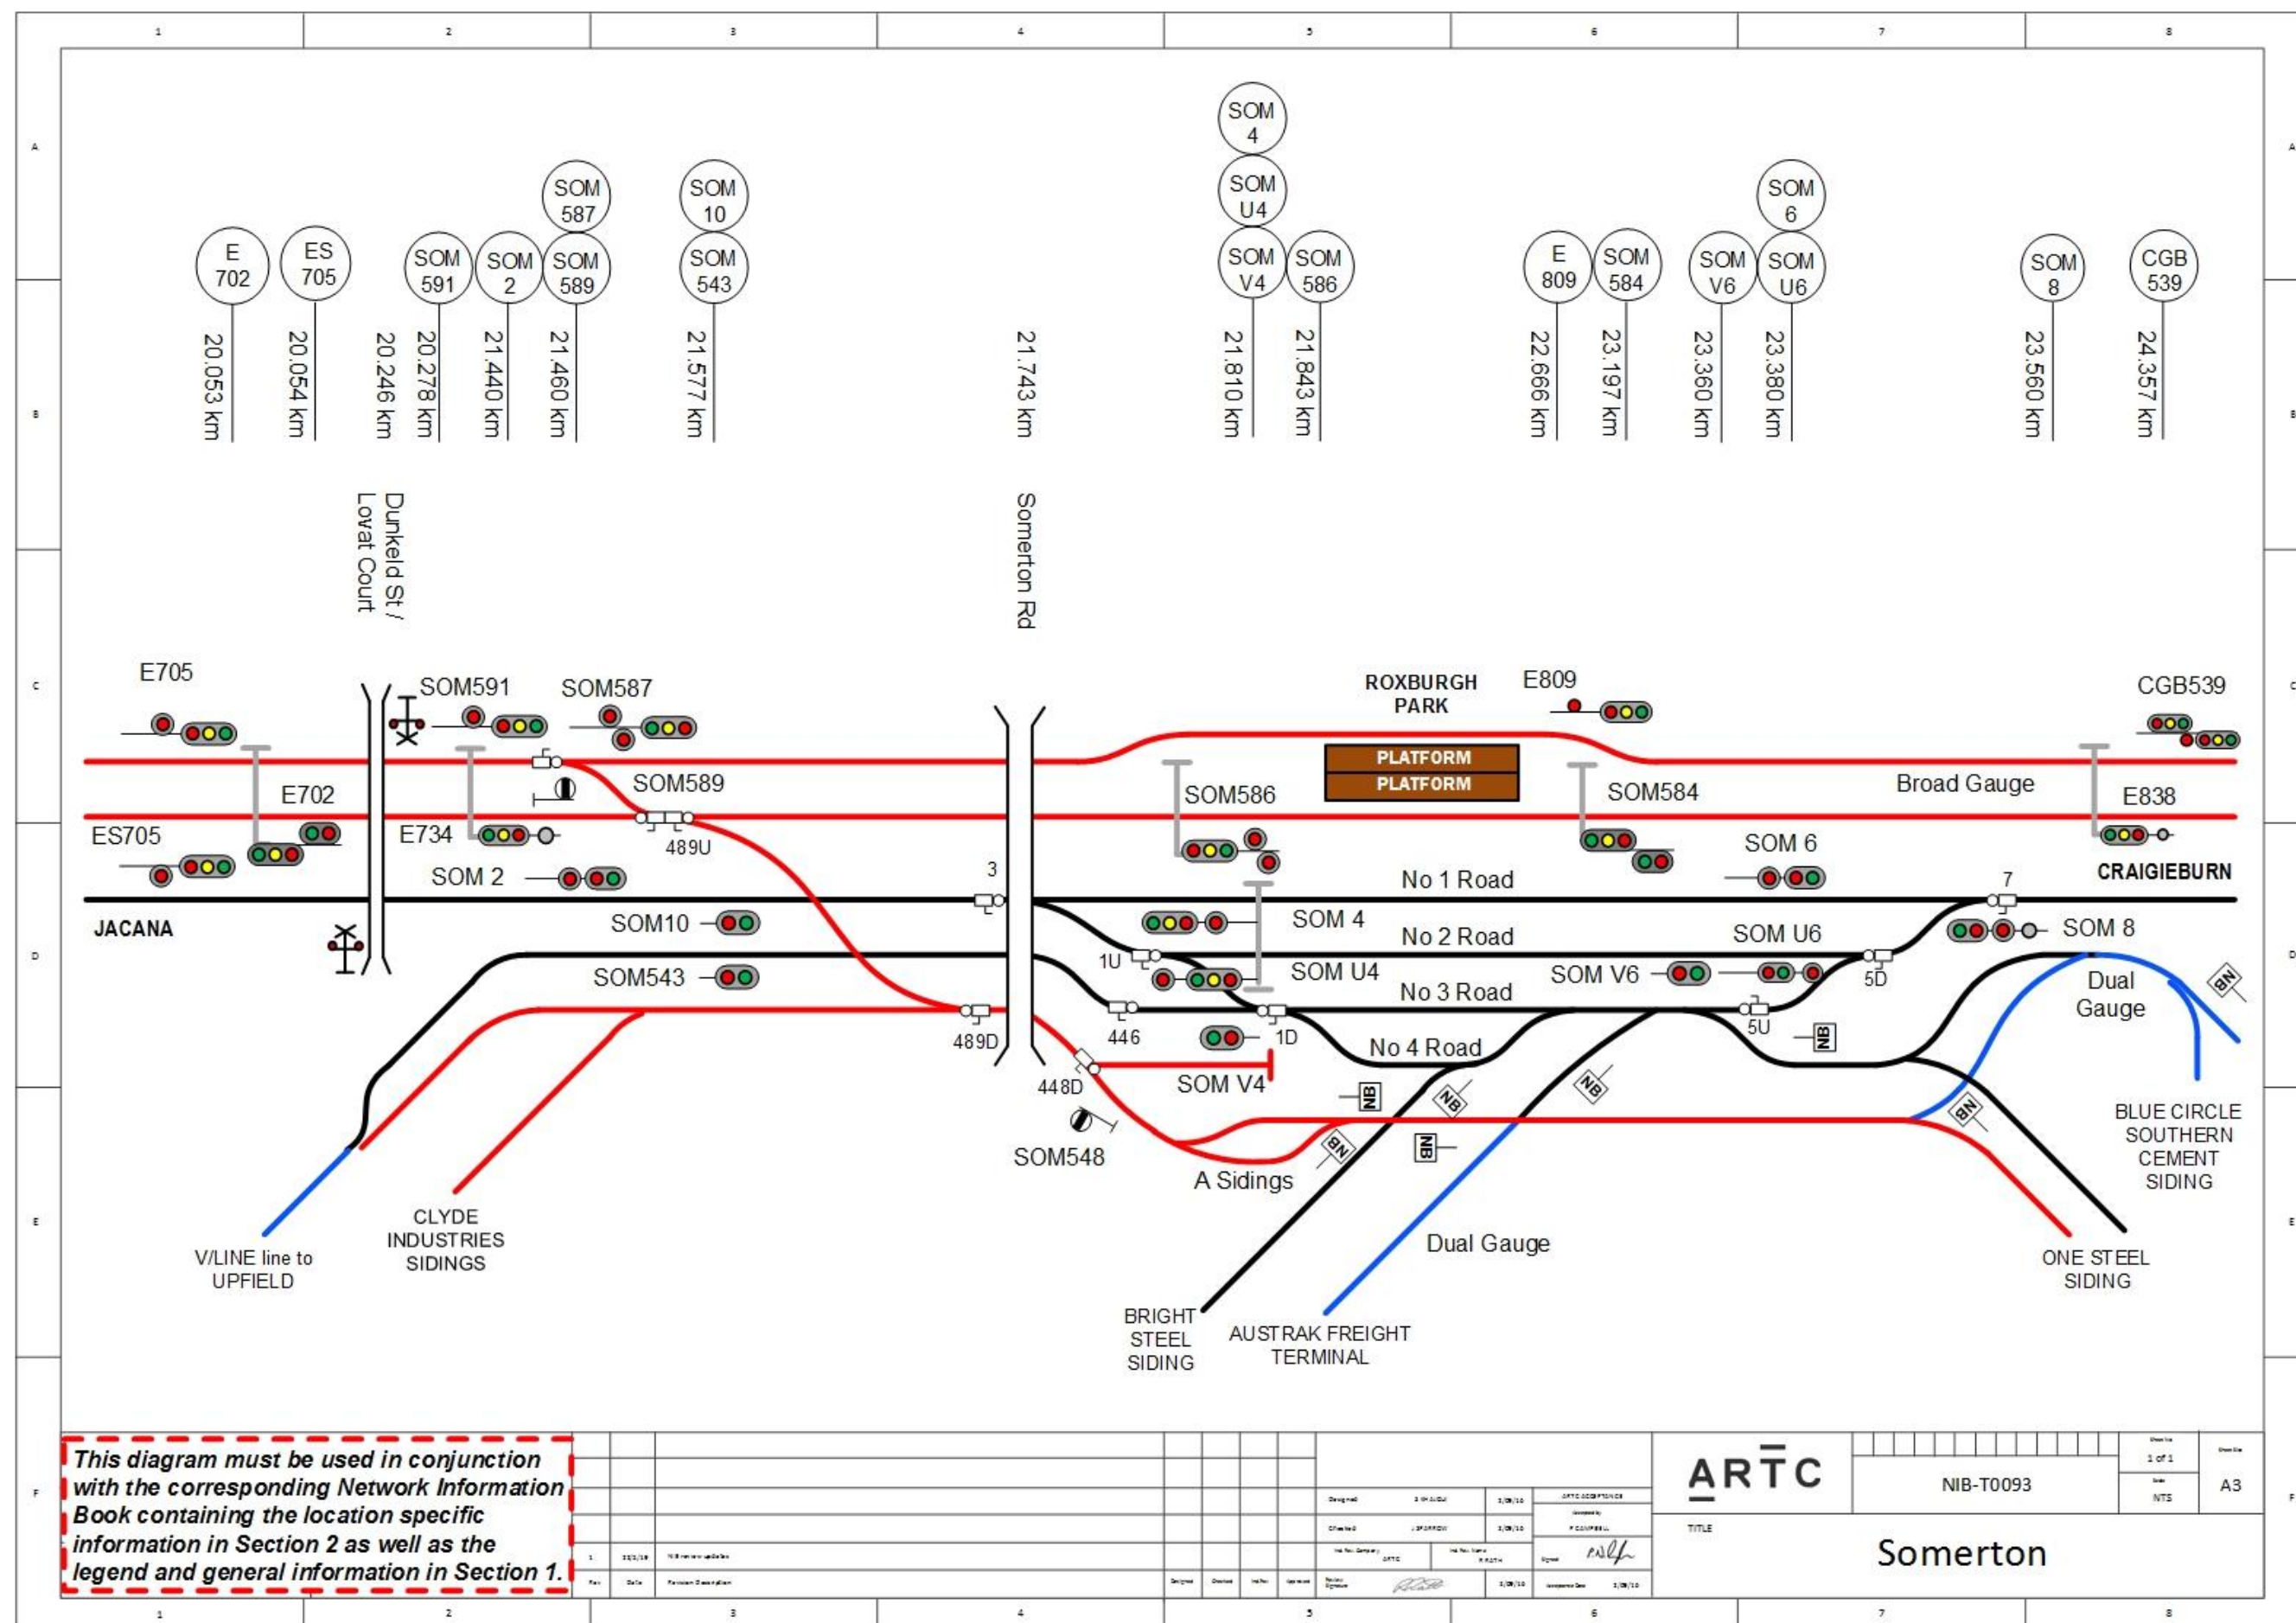 1 2 3 4 5 6 7 8
A
SOM
4
SOM
587
SOM
10
SOM
U4
SOM
6
E
702
ES
705
SOM
591
SOM
2
SOM
589
SOM
543
SOM
V4
SOM
586
E
809
SOM
584
SOM
V6
SOM
U6
SOM
8
CGB
539
20.053 km
20.054 km
20.246 km
20.278 km
21.440 km
21.460 km
21.577 km
21.743 km
21.810 km
21.843 km
22.666 km
23.197 km
23.360 km
23.380 km
23.560 km
24.357 km
B
Dunkeld St /
Lovat Court
Somerton Rd
C
E705
SOM591
SOM587
ROXBURGH
PARK
E809
CGB539
PLATFORM
PLATFORM
SOM589
Broad Gauge
E702
SOM586
SOM584
E838
ES705
E734
489U
SOM 6
SOM 2
3
No 1 Road
7
CRAIGIEBURN
JACANA
SOM10
SOM 4
No 2 Road
SOM U6
SOM 8
D
1U
SOM543
SOM U4
SOM V6
5D
Dual
Gauge
NB
No 3 Road
489D
446
1D
5U
NB
No 4 Road
448D
SOM V4
NB
NB
NB
NB
SOM548
NB
NB
A Sidings
BLUE CIRCLE
SOUTHERN
CEMENT
SIDING
E
CLYDE
INDUSTRIES
SIDINGS
V/LINE line to
UPFIELD
Dual Gauge
ONE STEEL
SIDING
BRIGHT
STEEL
SIDING
AUSTRAK FREIGHT
TERMINAL
F
This diagram must be used in conjunction
with the corresponding Network Information
Book containing the location specific
information in Section 2 as well as the
legend and general information in Section 1.
Rev Date Revision Description
ARTC
NIB-T0093
1 of 1
NTS
A3
TITLE
Somerton
1 2 3 4 5 6 7 8